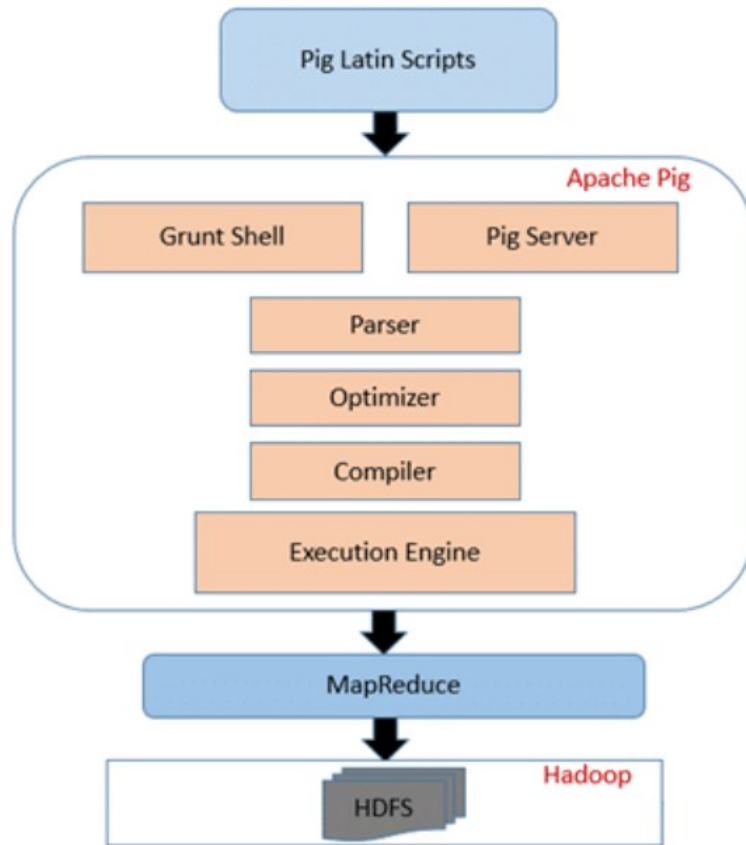 Pig Latin Scripts
Apache Pig
Grunt Shell
Pig Server
Parser
Optimizer
Compiler
Execution Engine
MapReduce
Hadoop
HDFS